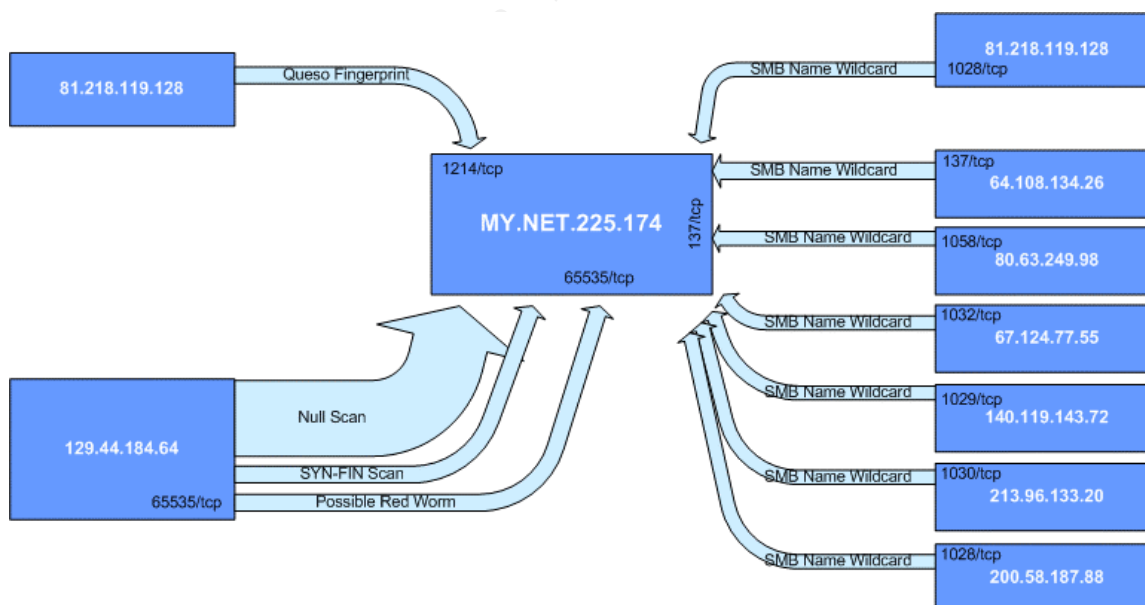 81.218.119.128
Queso Fingerprint
SMB Name Wildcard
81.218.119.128
1028/tcp
1214/tcp
MY.NET.225.174
137/tcp
65535/tcp
SMB Name Wildcard
137/tcp
64.108.134.26
SMB Name Wildcard
1058/tcp
80.63.249.98
SMB Name Wildcard
1032/tcp
67.124.77.55
SMB Name Wildcard
1029/tcp
140.119.143.72
SMB Name Wildcard
1030/tcp
213.96.133.20
SMB Name Wildcard
1028/tcp
200.58.187.88
129.44.184.64
65535/tcp
Null Scan
SYN-FIN Scan
Possible Red Worm